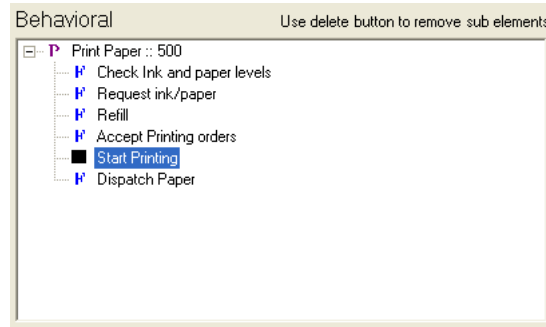 Behavioral
Use delete button to remove sub elements
P Print Paper :: 500
F Check Ink and paper levels
F Request ink/paper
F Refill
F Accept Printing orders
Start Printing
F Dispatch Paper